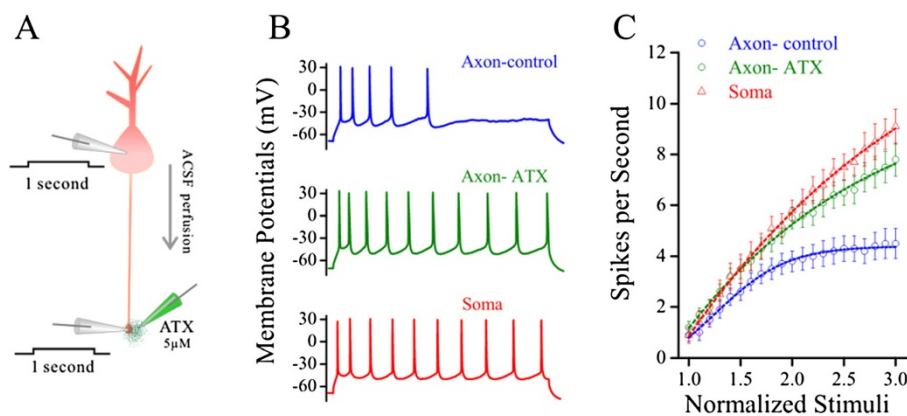 A
1 second
ACSF perfusion
ATX
5μM
1 second
B
Membrane Potentials (mV)
Axon-control
30
0
-30
-60
Axon- ATX
30
0
-30
-60
Soma
30
0
-30
-60
C
Axon- control
Axon- ATX
Soma
Spikes per Second
12
10
8
6
4
2
0
1.0 1.5 2.0 2.5 3.0
Normalized Stimuli